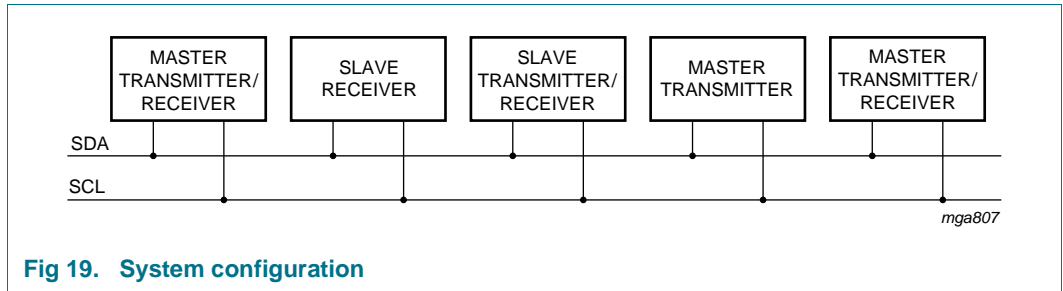 MASTER
TRANSMITTER/
RECEIVER
SLAVE
RECEIVER
SLAVE
TRANSMITTER/
RECEIVER
MASTER
TRANSMITTER
MASTER
TRANSMITTER/
RECEIVER
SDA
SCL
mga807
Fig 19. System configuration